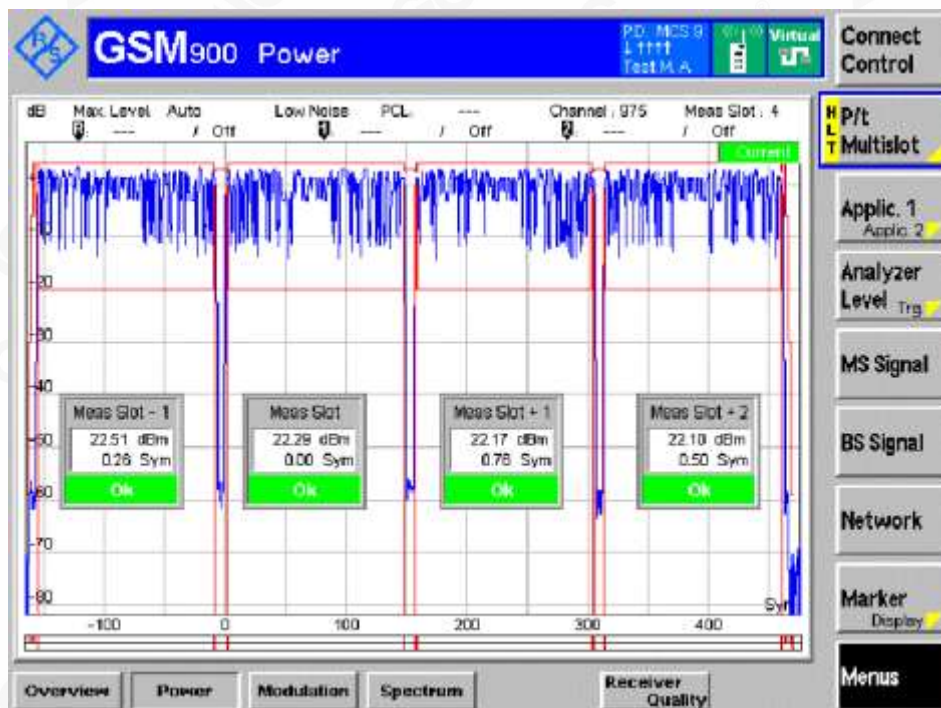 R S
GSM900 Power
P.D. MCS 9
Test M. A.
Virtual
Connect
Control
dB Max. Level Auto Low Noise PCL: --- Channel : 975 Meas Slot : 4
--- / Off 1 --- / Off 2 --- / Off
Current
HLT
P/t
Multislot
Applic. 1
Applic. 2
Analyzer
Level Trg.
MS Signal
BS Signal
Network
Marker
Display
Menus
-10
-20
-30
-40
-50
-60
-70
-80
Meas Slot - 1
22.51 dBm
0.26 Sym
Ok
Meas Slot
22.29 dBm
0.00 Sym
Ok
Meas Slot + 1
22.17 dBm
0.76 Sym
Ok
Meas Slot + 2
22.10 dBm
0.50 Sym
Ok
-100 0 100 200 300 400
Overview Power Modulation Spectrum Receiver
Quality